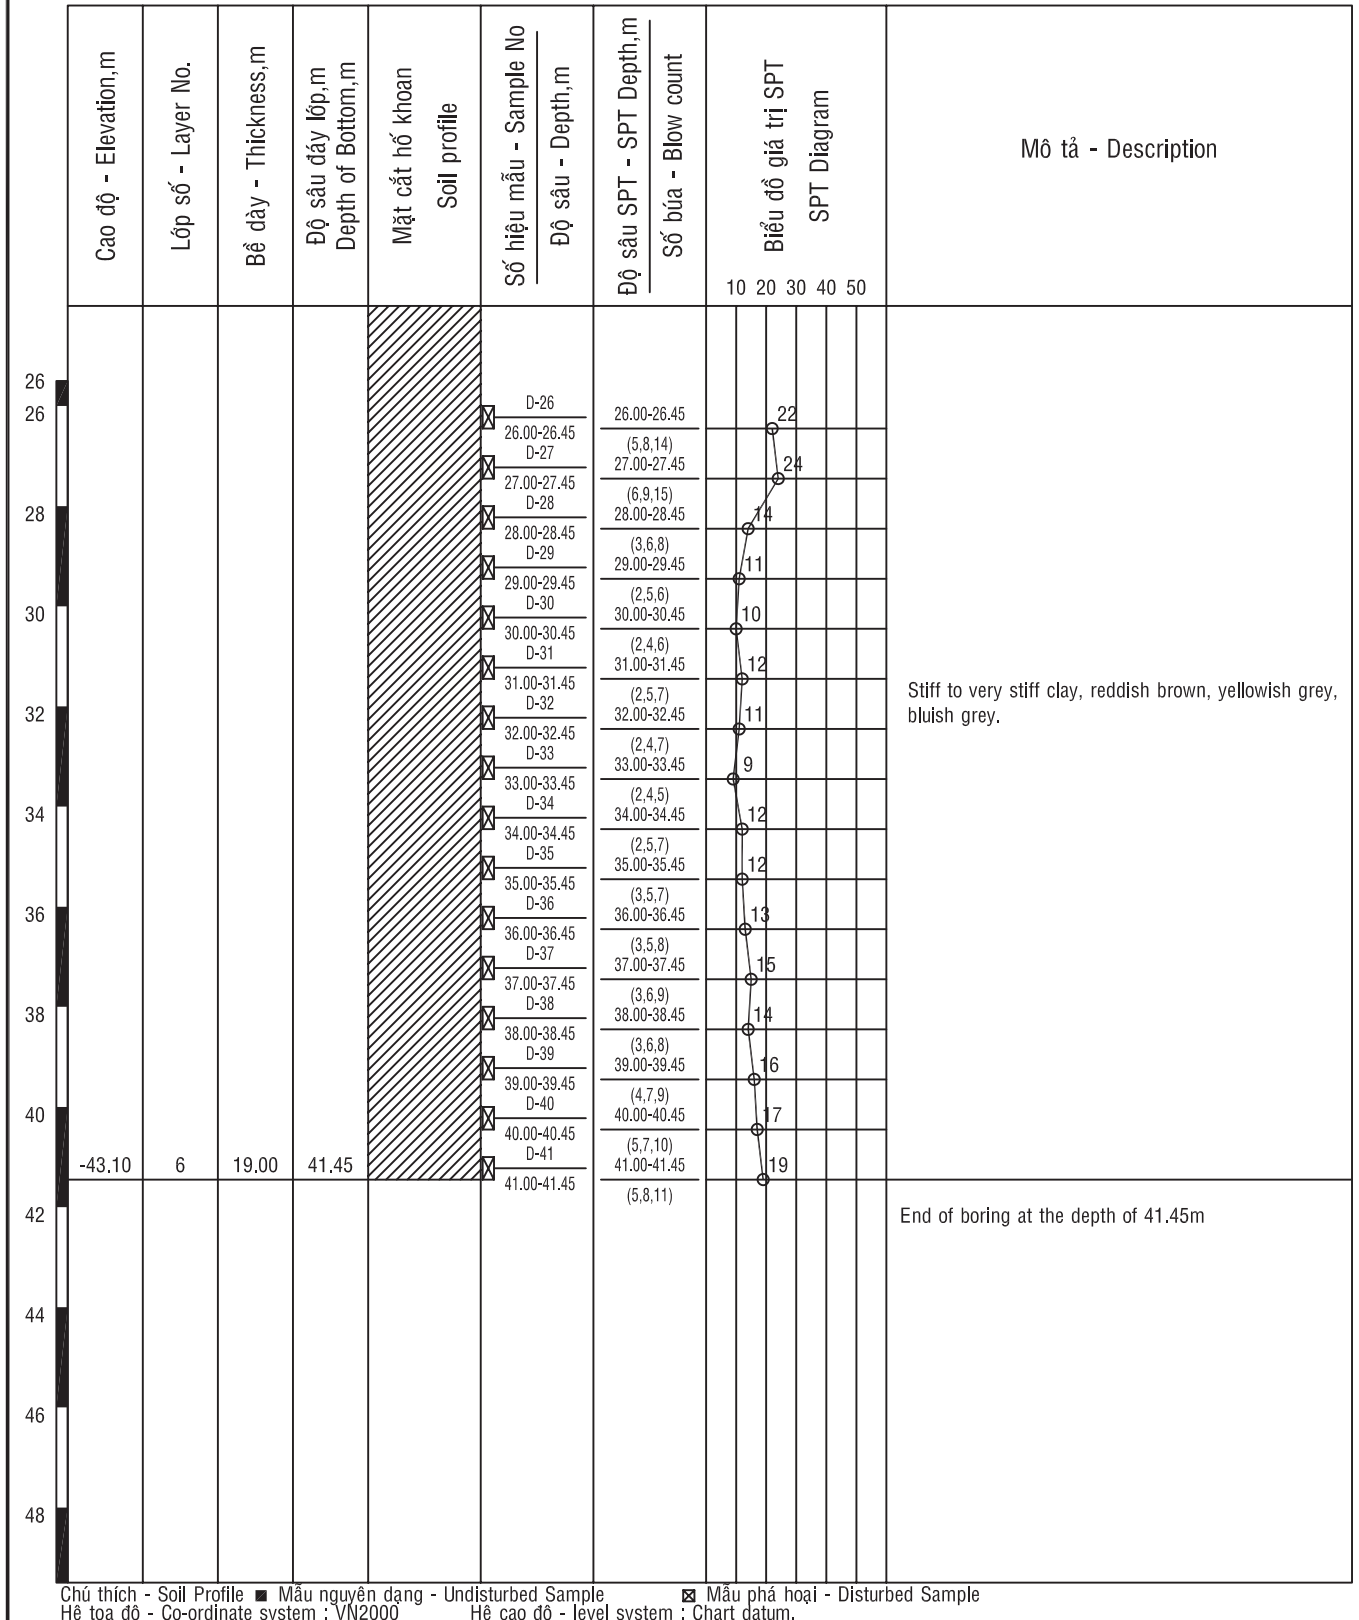 Cao độ - Elevation,m
Lớp số - Layer No.
Bề dày - Thickness,m
Độ sâu đáy lớp,m
Depth of Bottom,m
Mặt cắt hố khoan
Soil profile
Số hiệu mẫu - Sample No
Độ sâu - Depth,m
Độ sâu SPT - SPT Depth,m
Số búa - Blow count
Biểu đồ giá trị SPT
SPT Diagram
10 20 30 40 50
Mô tả - Description
26
26
D-26
26.00-26.45
26.00-26.45
(5,8,14)
22
D-27
27.00-27.45
27.00-27.45
(6,9,15)
24
28
D-28
28.00-28.45
28.00-28.45
(3,6,8)
14
D-29
29.00-29.45
29.00-29.45
(2,5,6)
11
30
D-30
30.00-30.45
30.00-30.45
(2,4,6)
10
D-31
31.00-31.45
31.00-31.45
(2,5,7)
12
Stiff to very stiff clay, reddish brown, yellowish grey,
bluish grey.
32
D-32
32.00-32.45
32.00-32.45
(2,4,7)
11
D-33
33.00-33.45
33.00-33.45
(2,4,5)
9
34
D-34
34.00-34.45
34.00-34.45
(2,5,7)
12
D-35
35.00-35.45
35.00-35.45
(3,5,7)
12
36
D-36
36.00-36.45
36.00-36.45
(3,5,8)
13
D-37
37.00-37.45
37.00-37.45
(3,6,9)
15
38
D-38
38.00-38.45
38.00-38.45
(3,6,8)
14
D-39
39.00-39.45
39.00-39.45
(4,7,9)
16
40
D-40
40.00-40.45
40.00-40.45
(5,7,10)
17
-43.10 6 19.00 41.45
D-41
41.00-41.45
41.00-41.45
(5,8,11)
19
42
End of boring at the depth of 41.45m
44
46
48
Chú thích - Soil Profile Mẫu nguyên dạng - Undisturbed Sample Mẫu phá hoại - Disturbed Sample
Hệ tọa độ - Co-ordinate system : VN2000 Hệ cao độ - level system : Chart datum.